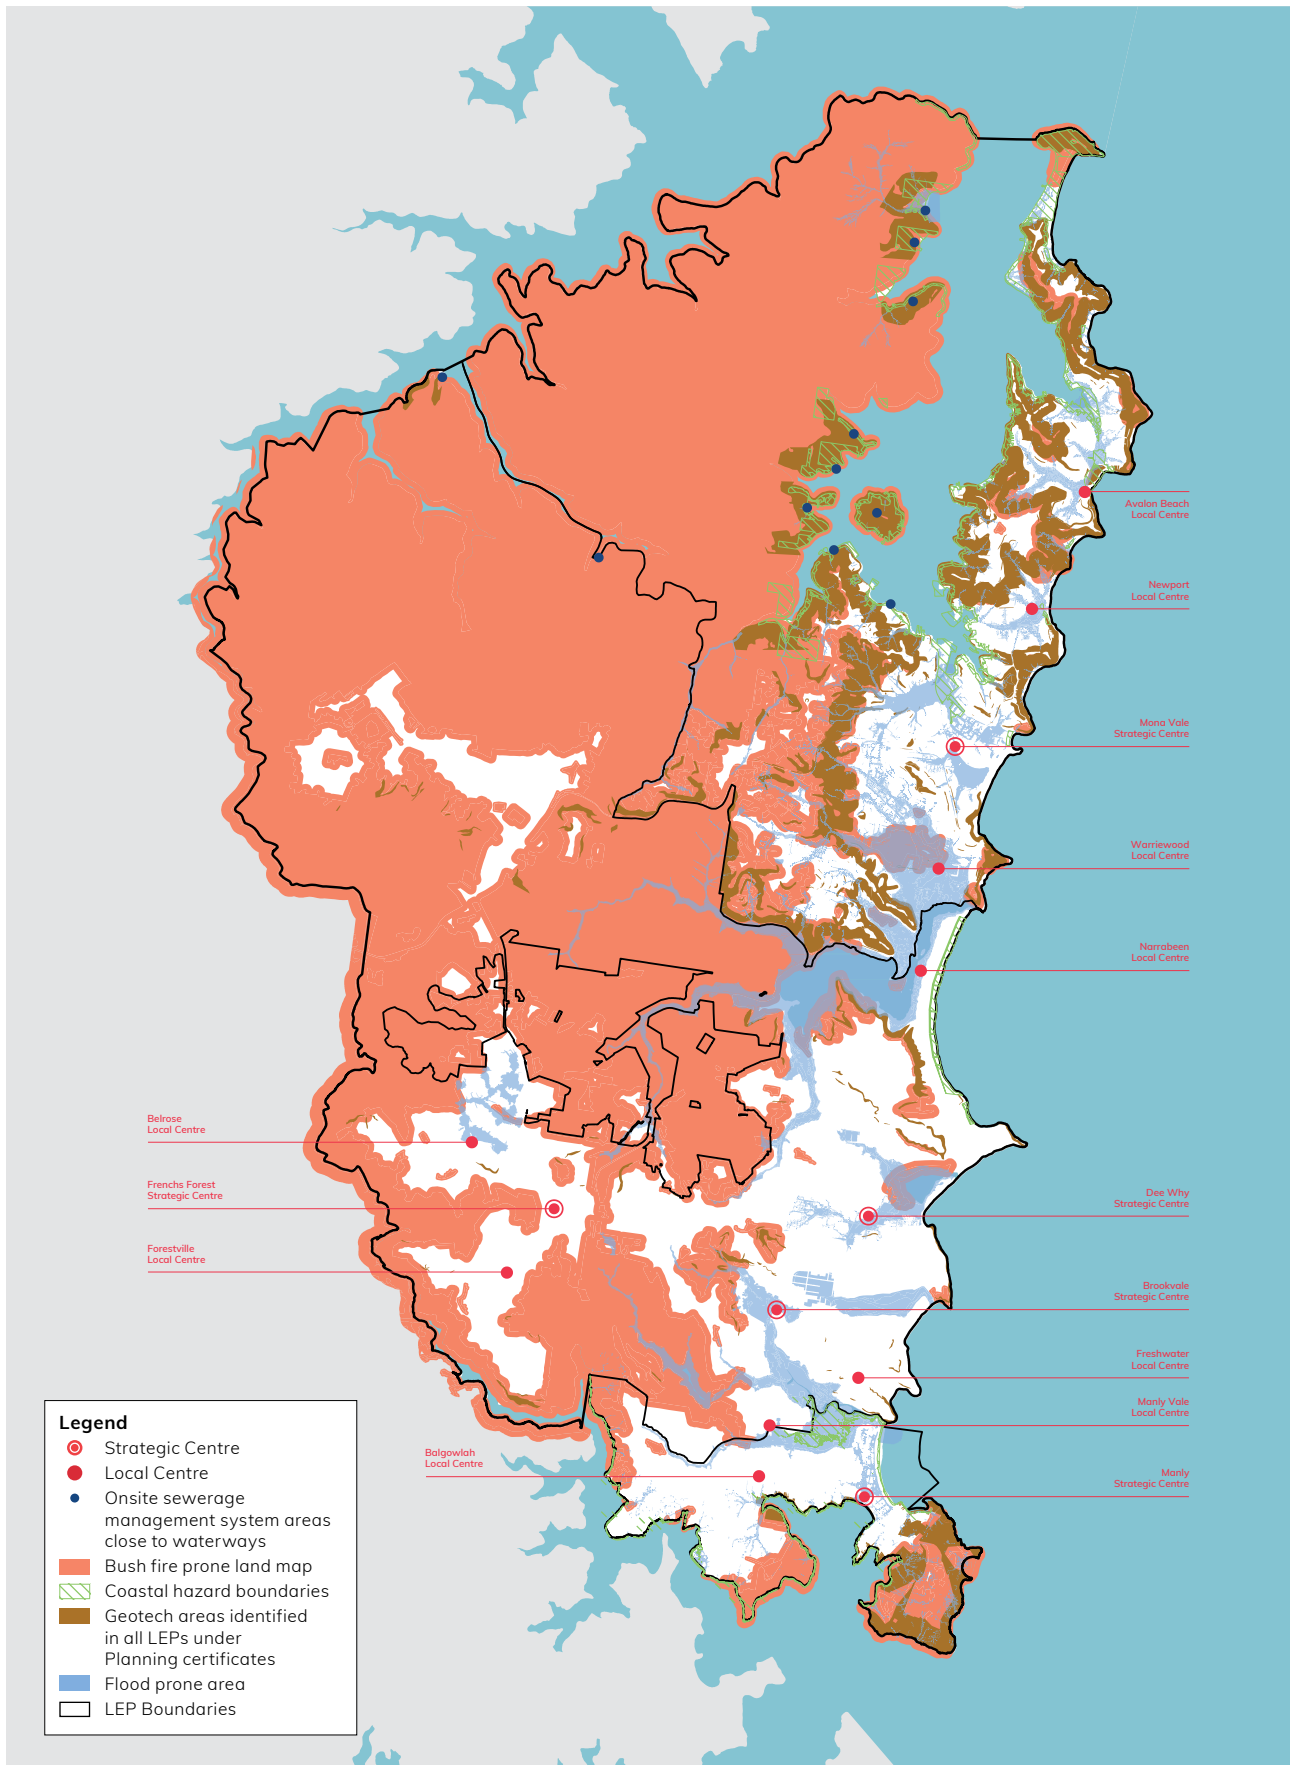 Avalon Beach
Local Centre
Newport
Local Centre
Mona Vale
Strategic Centre
Warriewood
Local Centre
Narrabeen
Local Centre
Belrose
Local Centre
Frenchs Forest
Strategic Centre
Forestville
Local Centre
Dee Why
Strategic Centre
Brookvale
Strategic Centre
Freshwater
Local Centre
Manly Vale
Local Centre
Balgowlah
Local Centre
Manly
Strategic Centre
Legend
Strategic Centre
Local Centre
Onsite sewerage
management system areas
close to waterways
Bush fire prone land map
Coastal hazard boundaries
Geotech areas identified
in all LEPs under
Planning certificates
Flood prone area
LEP Boundaries